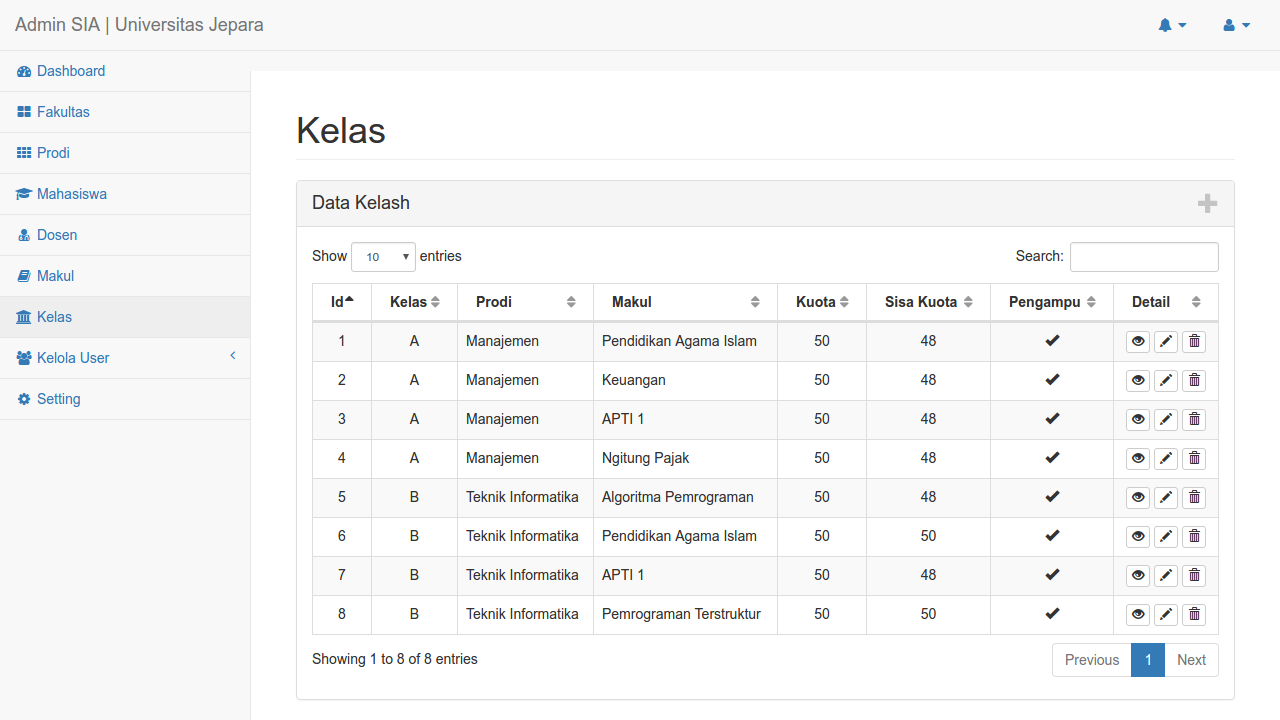 Admin SIA | Universitas Jepara
Dashboard
Fakultas
Prodi
Mahasiswa
Dosen
Makul
Kelas
Kelola User
Setting
Kelas
Data Kelash
Show 10 entries Search:
Id Kelas Prodi Makul Kuota Sisa Kuota Pengampu Detail
1 A Manajemen Pendidikan Agama Islam 50 48
2 A Manajemen Keuangan 50 48
3 A Manajemen APTI 1 50 48
4 A Manajemen Ngitung Pajak 50 48
5 B Teknik Informatika Algoritma Pemrograman 50 48
6 B Teknik Informatika Pendidikan Agama Islam 50 50
7 B Teknik Informatika APTI 1 50 48
8 B Teknik Informatika Pemrograman Terstruktur 50 50
Showing 1 to 8 of 8 entries Previous 1 Next